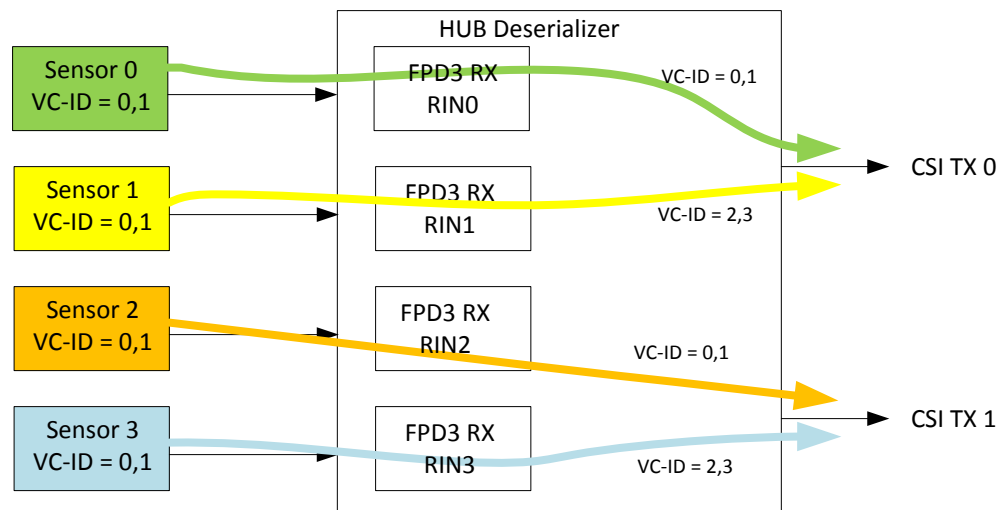 HUB Deserializer
Sensor 0
VC-ID = 0,1
FPD3 RX
RIN0
VC-ID = 0,1
CSI TX 0
Sensor 1
VC-ID = 0,1
FPD3 RX
RIN1
VC-ID = 2,3
Sensor 2
VC-ID = 0,1
FPD3 RX
RIN2
VC-ID = 0,1
CSI TX 1
Sensor 3
VC-ID = 0,1
FPD3 RX
RIN3
VC-ID = 2,3